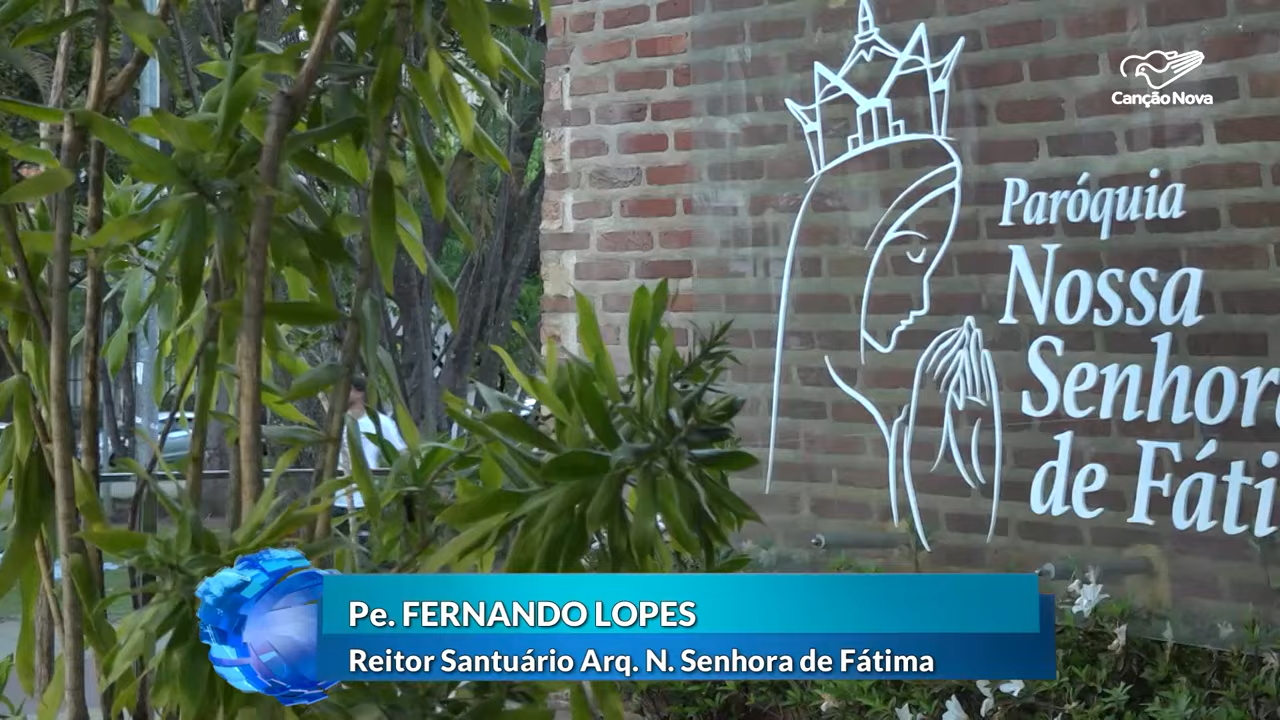 Canção Nova
Paróquia
Nossa
Senhor
de Fáti
Pe. FERNANDO LOPES
Reitor Santuário Arq. N. Senhora de Fátima